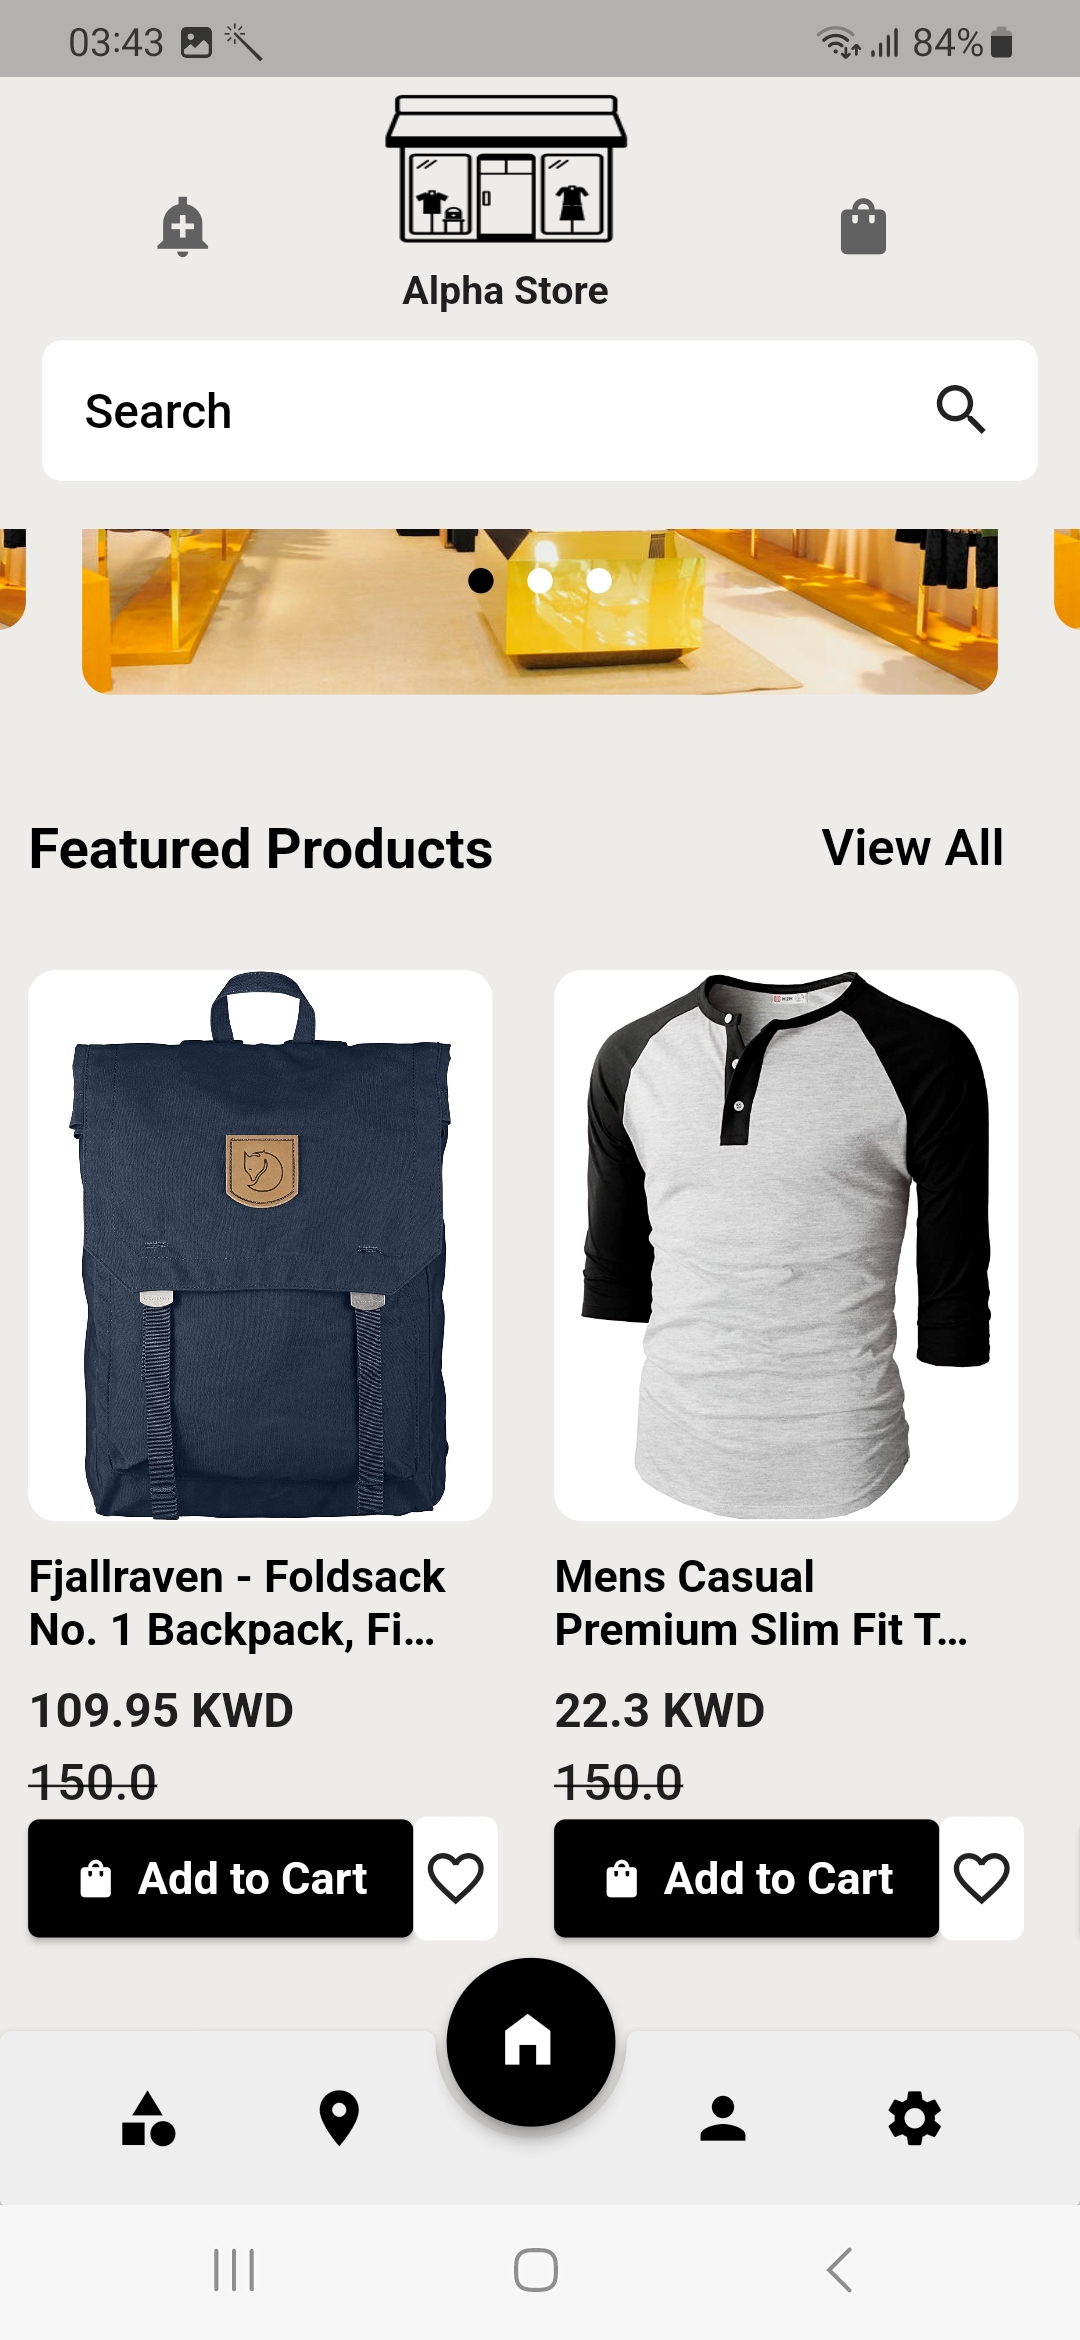 03:43
84%
Alpha Store
Search
Featured Products
View All
Fjallraven - Foldsack
No. 1 Backpack, Fi...
109.95 KWD
150.0
Add to Cart
Mens Casual
Premium Slim Fit T...
22.3 KWD
150.0
Add to Cart